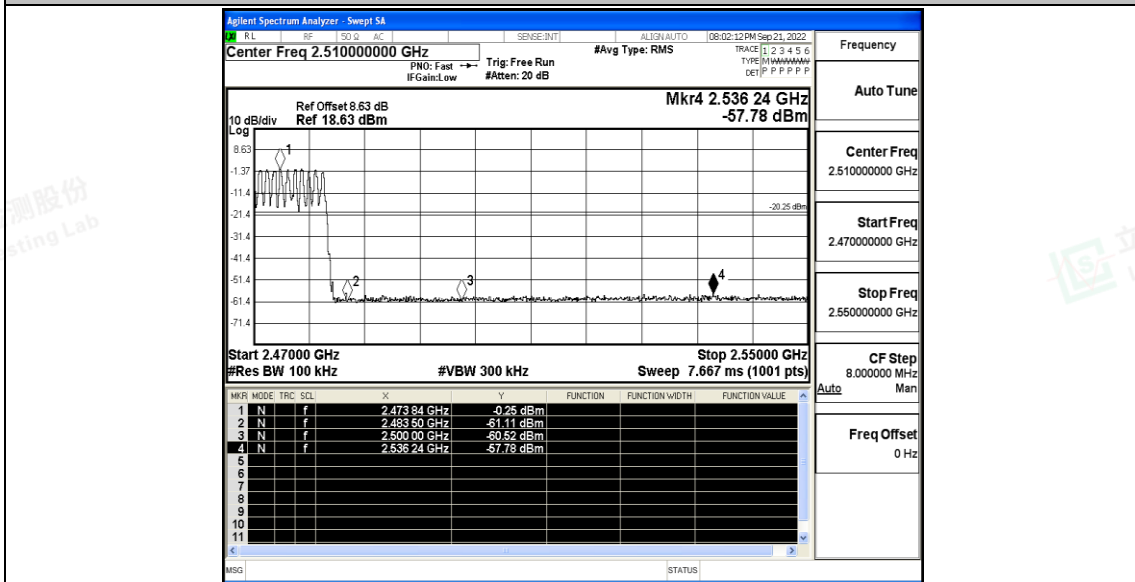 Agilent Spectrum Analyzer - Swept SA
RL RF 50 Ω AC SENSE:INT ALIGN AUTO 08:02:12 PM Sep 21, 2022
Center Freq 2.510000000 GHz
PNO: Fast
IFGain:Low
Trig: Free Run
#Atten: 20 dB
#Avg Type: RMS
TRACE 1 2 3 4 5 6
TYPE M
DET P P P P P P
Ref Offset 8.63 dB
10 dB/div Ref 18.63 dBm
Log
Mkr4 2.536 24 GHz
-57.78 dBm
8.63
-1.37
-11.4
-21.4
-31.4
-41.4
-51.4
-61.4
-71.4
1
2
3
4
-20.25 dBm
Start 2.47000 GHz Stop 2.55000 GHz
#Res BW 100 kHz #VBW 300 kHz Sweep 7.667 ms (1001 pts)
MKR MODE TRC SCL X Y FUNCTION FUNCTION WIDTH FUNCTION VALUE
1 N f 2.473 84 GHz -0.25 dBm
2 N f 2.483 50 GHz -61.11 dBm
3 N f 2.500 00 GHz -60.52 dBm
4 N f 2.536 24 GHz -57.78 dBm
5
6
7
8
9
10
11
MSG STATUS
Frequency
Auto Tune
Center Freq
2.510000000 GHz
Start Freq
2.470000000 GHz
Stop Freq
2.550000000 GHz
CF Step
8.000000 MHz
Auto Man
Freq Offset
0 Hz
测股份
sting Lab
立